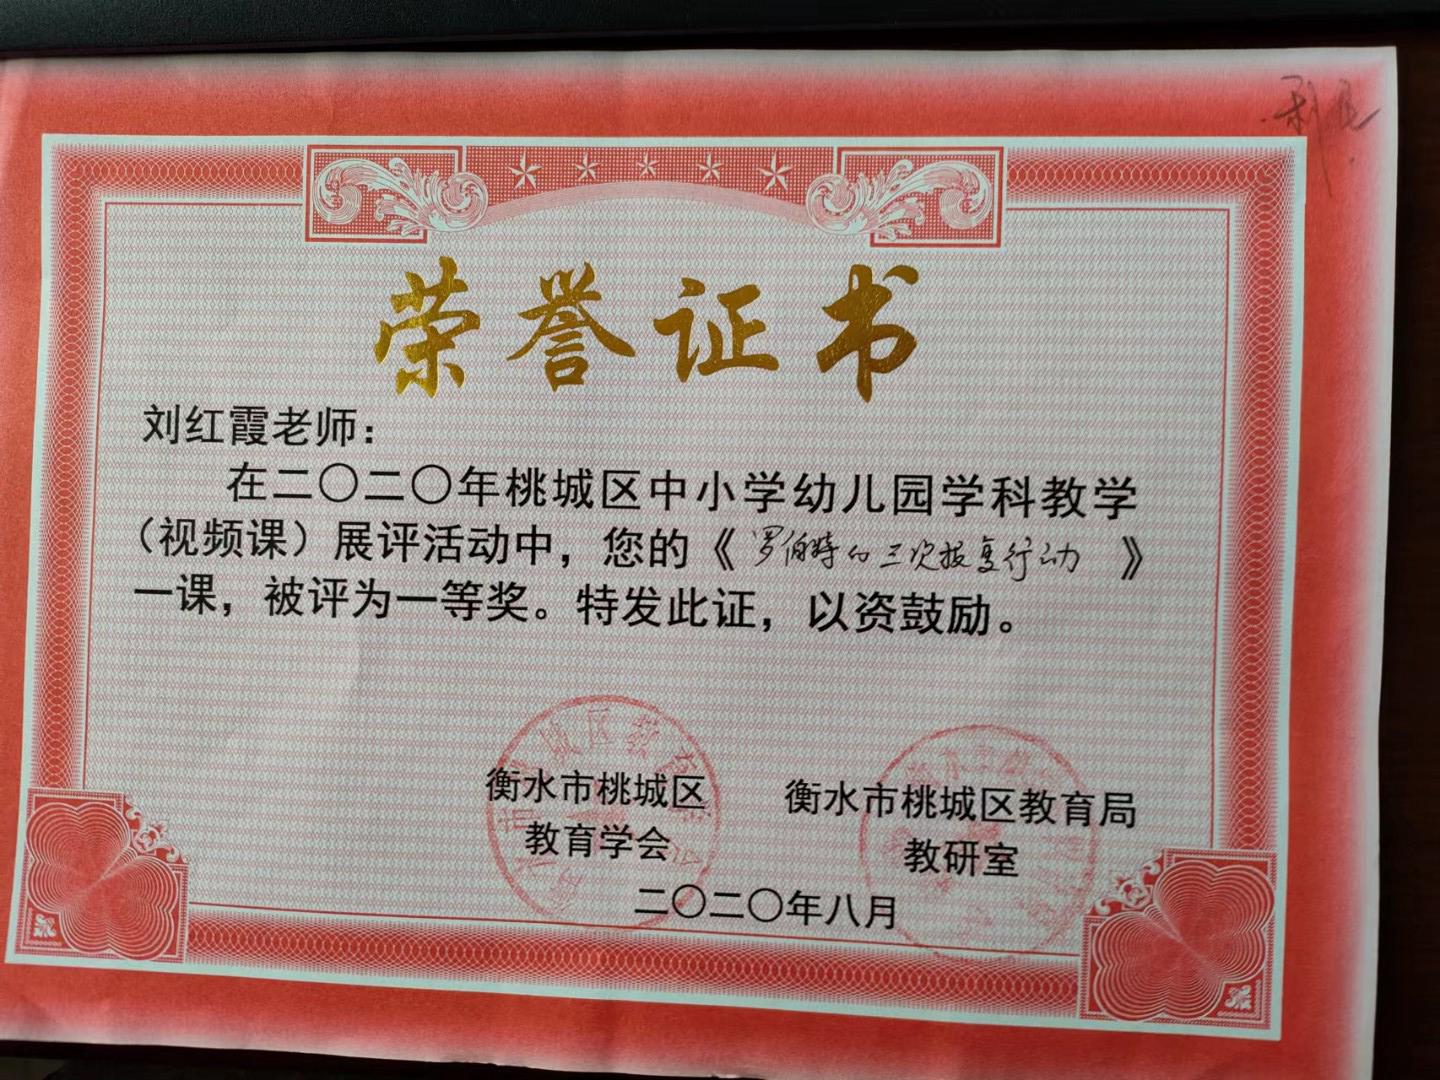 荣誉证书
刘红霞老师：
在二〇二〇年桃城区中小学幼儿园学科教学
（视频课）展评活动中，您的《罗伯特的三次报复行动》
一课，被评为一等奖。特发此证，以资鼓励。
衡水市桃城区
教育学会
衡水市桃城区教育局
教研室
二〇二〇年八月